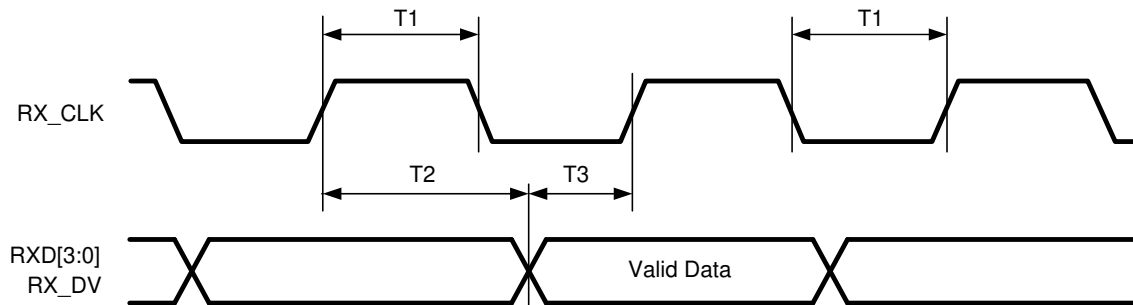 T1 T1
RX_CLK
T2 T3
RXD[3:0]
RX_DV
Valid Data